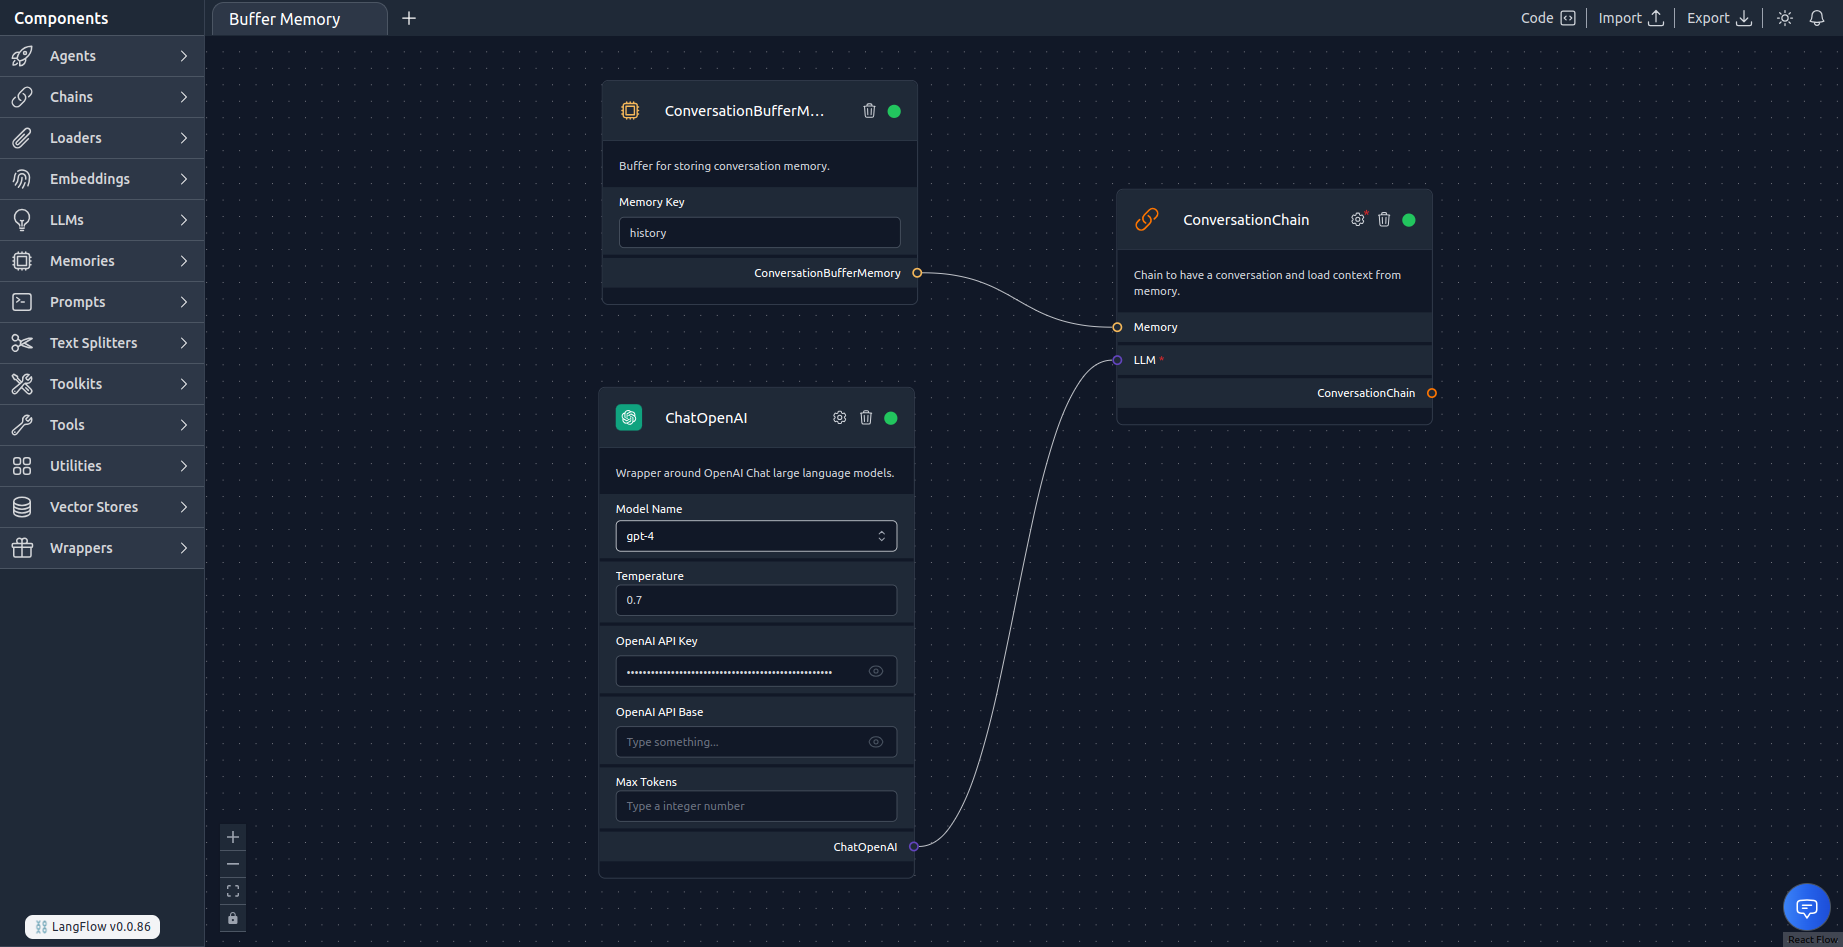 Components
Buffer Memory
Code
Import
Export
Agents
Chains
Loaders
Embeddings
LLMs
Memories
Prompts
Text Splitters
Toolkits
Tools
Utilities
Vector Stores
Wrappers
LangFlow v0.0.86
ConversationBufferM...
Buffer for storing conversation memory.
Memory Key
history
ConversationBufferMemory
ChatOpenAI
Wrapper around OpenAI Chat large language models.
Model Name
gpt-4
Temperature
0.7
OpenAI API Key
OpenAI API Base
Type something...
Max Tokens
Type a integer number
ChatOpenAI
ConversationChain
Chain to have a conversation and load context from
memory.
Memory
LLM *
ConversationChain
React Flow